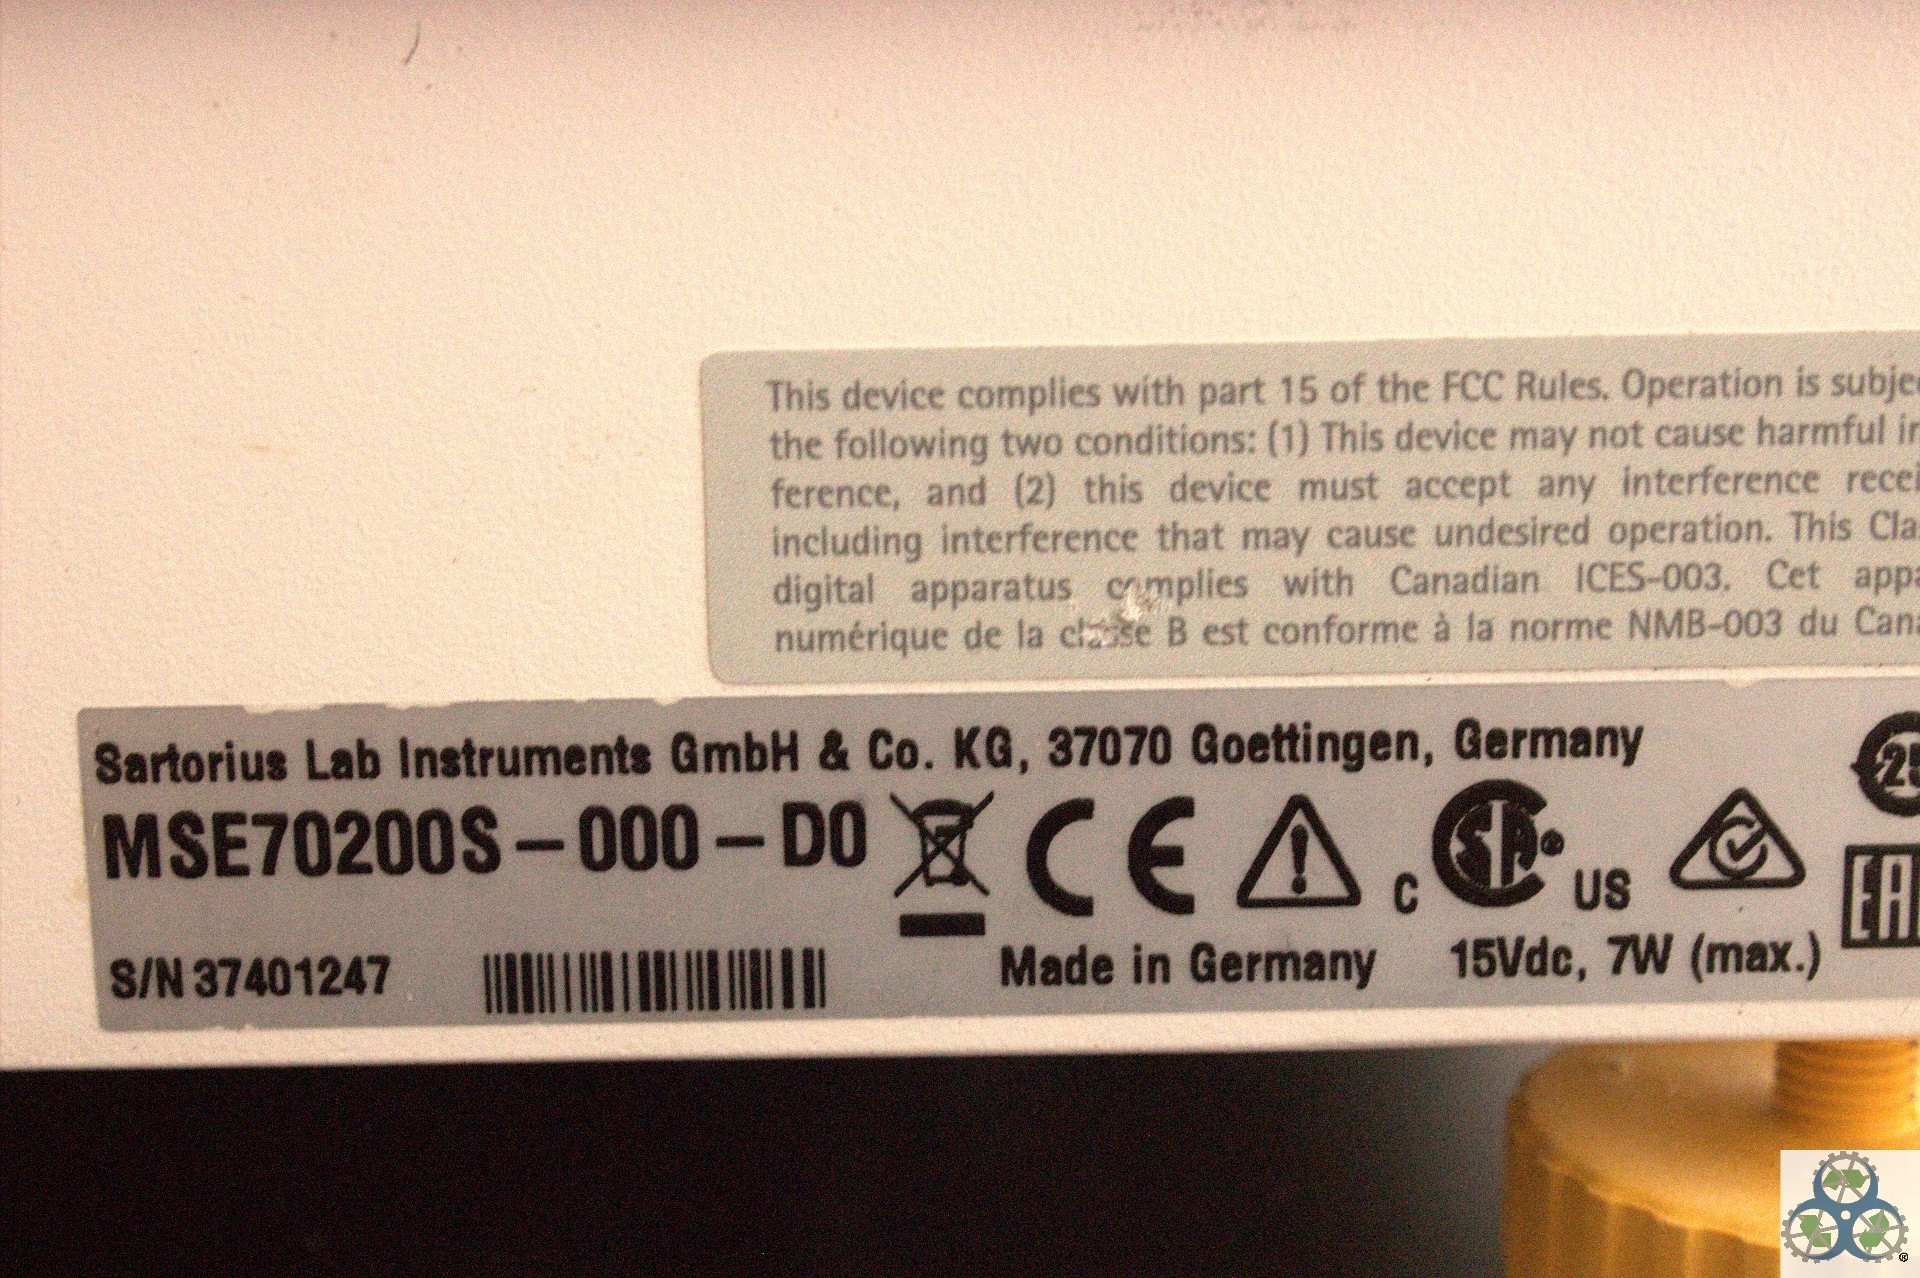 This device complies with part 15 of the FCC Rules. Operation is subje
the following two conditions: (1) This device may not cause harmful in
ference, and (2) this device must accept any interference recei
including interference that may cause undesired operation. This Cla
digital apparatus complies with Canadian ICES-003. Cet appa
numérique de la classe B est conforme à la norme NMB-003 du Cana
Sartorius Lab Instruments GmbH & Co. KG, 37070 Goettingen, Germany
25
MSE70200S-000-D0 CE C SA® US
EAC
S/N 37401247 Made in Germany 15Vdc, 7W (max.)
®